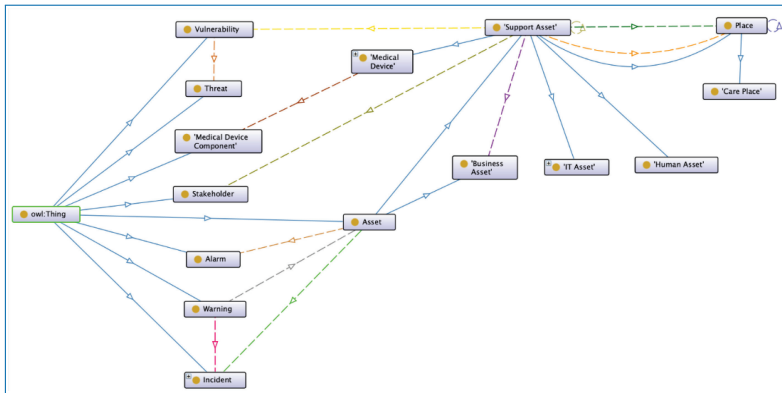 Vulnerability
'Support Asset'
Place
'Medical
Device'
Threat
'Care Place'
'Medical Device
Component'
'Business
Asset'
'IT Asset'
'Human Asset'
Stakeholder
owl:Thing
Asset
Alarm
Warning
Incident